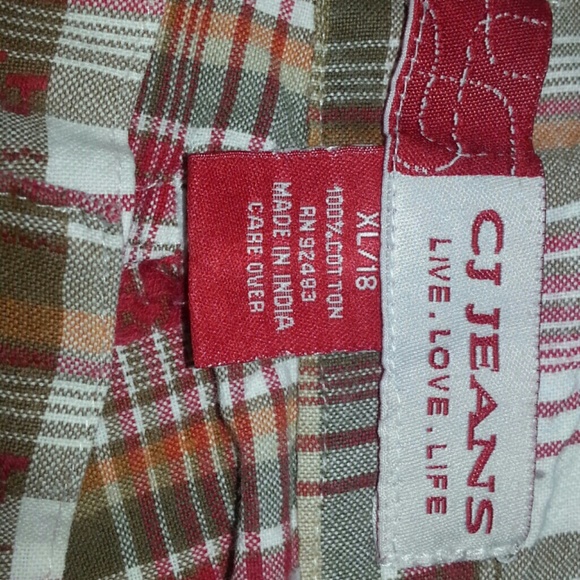 CJ JEANS
LIVE. LOVE. LIFE
XL/18
100% COTTON
RN 92493
MADE IN INDIA
CARE OVER